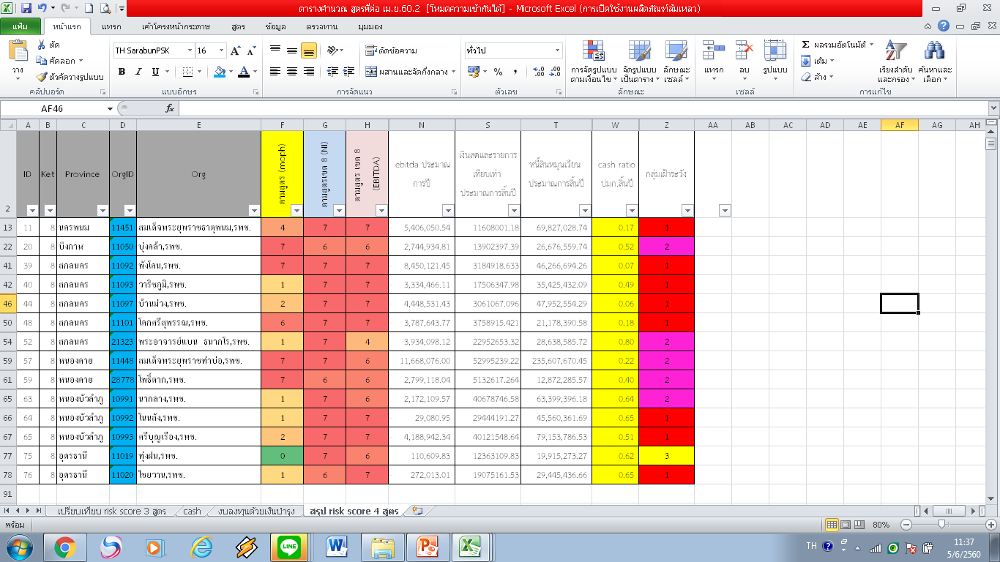 ตารางคำนวณ สูตรพี่ต่อ เม.ย.60.2 [โหมดความเข้ากันได้] - Microsoft Excel (การเปิดใช้งานผลิตภัณฑ์ล้มเหลว)
แฟ้ม หน้าแรก แทรก เค้าโครงหน้ากระดาษ สูตร ข้อมูล ตรวจทาน มุมมอง
วาง ตัด คัดลอก ตัวคัดวางรูปแบบ คลิปบอร์ด
TH SarabunPSK 16 แบบอักษร
ตัดข้อความ ผสานและจัดกึ่งกลาง การจัดแนว
ทั่วไป ตัวเลข
การจัดรูปแบบตามเงื่อนไข จัดรูปแบบเป็นตาราง ลักษณะเซลล์ ลักษณะ
แทรก ลบ รูปแบบ เซลล์
ผลรวมอัตโนมัติ เติม ล้าง เรียงลำดับและกรอง ค้นหาและเลือก การแก้ไข
AF46 fx
A B C D E F G H N S T W Z AA AB AC AD AE AF AG AH
2 ID Ket Province OrgID Org ตามสูตร (moph) ตามสูตรเขต 8 (NI) ตามสูตร เขต 8 (EBITDA) ebitda ประมาณการปี เงินสดและรายการเทียบเท่าประมาณการสิ้นปี หนี้สินหมุนเวียนประมาณการสิ้นปี cash ratio ปมก.สิ้นปี กลุ่มเฝ้าระวัง
13 11 8 นครพนม 11451 สมเด็จพระยุพราชธาตุพนม,รพช. 4 7 7 - 5,406,050.54 11608001.18 69,827,028.74 0.17 1
22 20 8 บึงกาฬ 11050 บุ่งคล้า,รพช. 7 6 6 - 2,744,934.81 13902397.39 26,676,559.74 0.52 2
41 39 8 สกลนคร 11092 พังโคน,รพช. 7 7 7 - 8,450,121.45 3184918.633 46,266,694.26 0.07 1
42 40 8 สกลนคร 11093 วาริชภูมิ,รพช. 1 7 7 - 3,334,466.11 17506347.98 35,425,432.09 0.49 1
46 44 8 สกลนคร 11097 บ้านม่วง,รพช. 2 7 7 - 4,448,531.43 3061067.096 47,952,554.29 0.06 1
50 48 8 สกลนคร 11101 โคกศรีสุพรรณ,รพช. 6 7 7 - 3,787,643.77 3758915.421 21,178,390.58 0.18 1
54 52 8 สกลนคร 21323 พระอาจารย์แบน ธนากโร,รพช. 1 7 4 - 3,934,098.12 22952653.32 28,638,585.72 0.80 2
59 57 8 หนองคาย 11448 สมเด็จพระยุพราชท่าบ่อ,รพช. 7 7 6 - 11,668,076.00 52995239.22 235,607,670.45 0.22 2
61 59 8 หนองคาย 28778 โพธิ์ตาก,รพช. 7 6 6 - 2,799,118.04 5132617.264 12,872,285.57 0.40 2
65 63 8 หนองบัวลำภู 10991 นากลาง,รพช. 1 7 6 - 2,172,109.57 40678746.58 63,399,396.18 0.64 2
66 64 8 หนองบัวลำภู 10992 โนนสัง,รพช. 1 7 7 - 29,080.95 29444191.27 45,560,361.69 0.65 1
67 65 8 หนองบัวลำภู 10993 ศรีบุญเรือง,รพช. 2 7 7 - 4,188,942.34 40121548.64 79,153,786.53 0.51 1
77 75 8 อุดรธานี 11019 ทุ่งฝน,รพช. 0 7 6 - 110,609.83 12363109.83 19,915,273.27 0.62 3
78 76 8 อุดรธานี 11020 ไชยวาน,รพช. 1 6 7 - 272,013.01 19075161.53 29,445,436.66 0.65 1
91
เปรียบเทียบ risk score 3 สูตร cash งบลงทุนด้วยเงินบำรุง สรุป risk score 4 สูตร
พร้อม 80%
LINE TH 11:37
5/6/2560